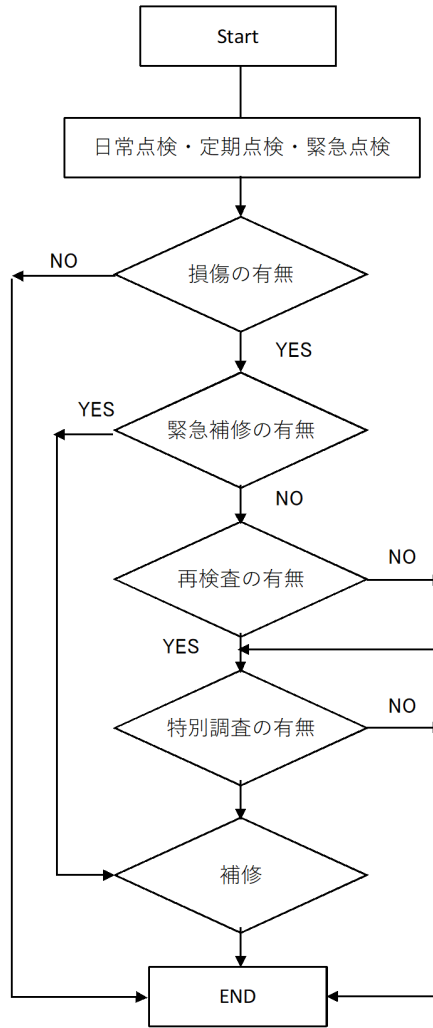 Start
日常点検・定期点検・緊急点検
損傷の有無
NO
YES
緊急補修の有無
YES
NO
再検査の有無
NO
YES
特別調査の有無
NO
補修
END